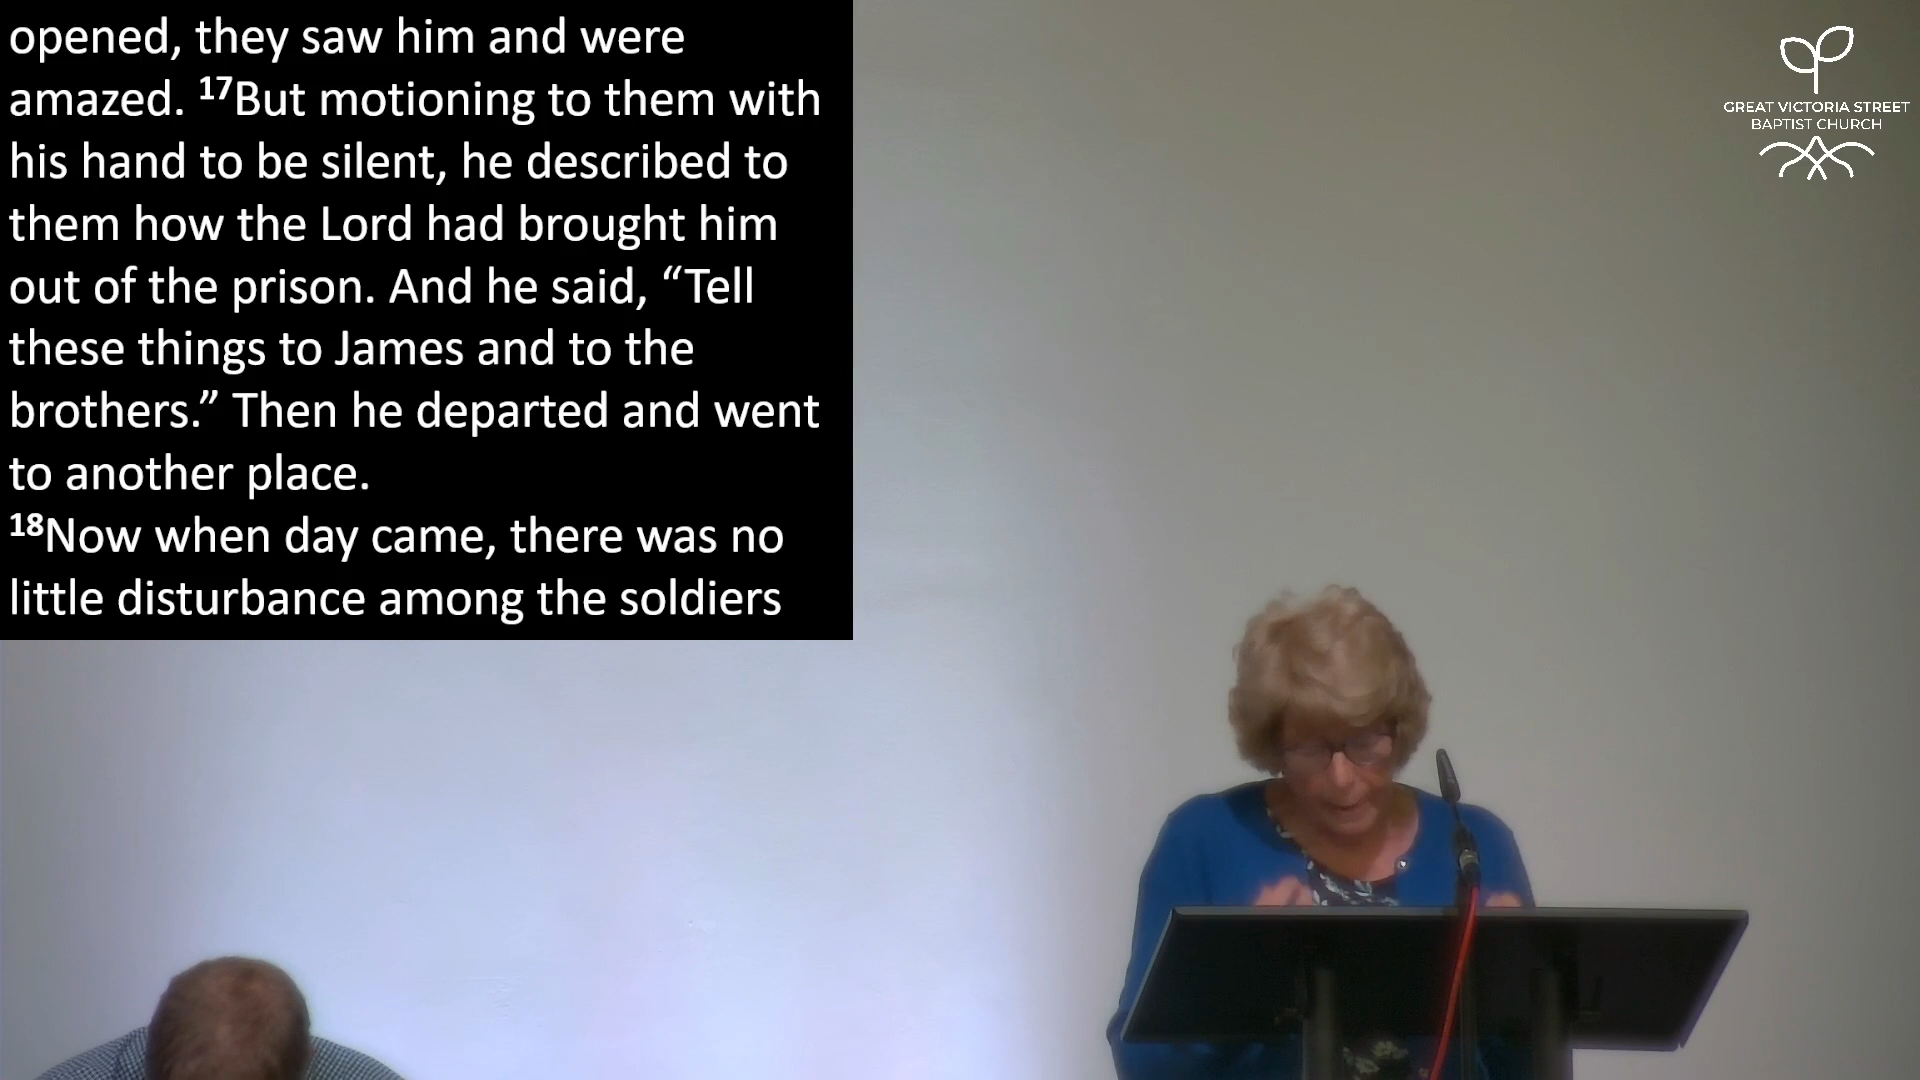 opened, they saw him and were
amazed. 17But motioning to them with
his hand to be silent, he described to
them how the Lord had brought him
out of the prison. And he said, “Tell
these things to James and to the
brothers.” Then he departed and went
to another place.
18Now when day came, there was no
little disturbance among the soldiers
GREAT VICTORIA STREET
BAPTIST CHURCH